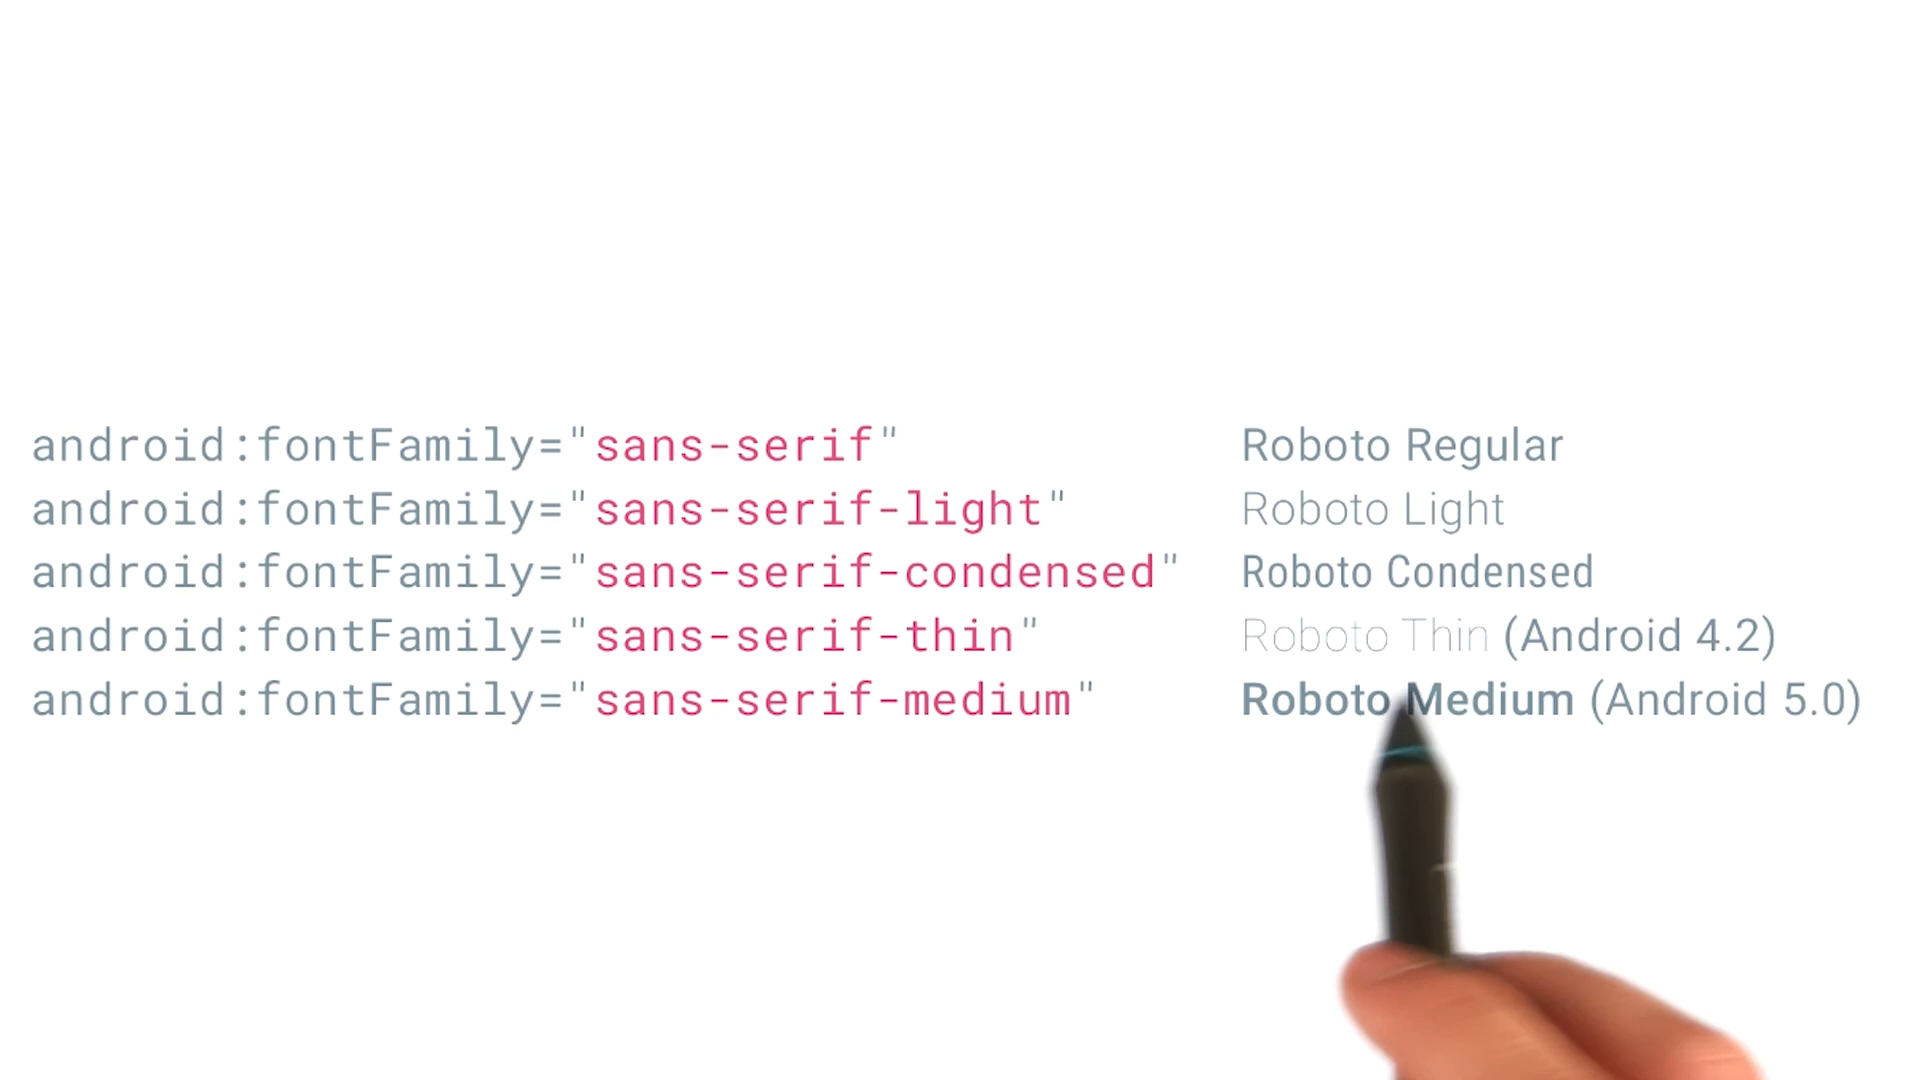 android:fontFamily="sans-serif" Roboto Regular
android:fontFamily="sans-serif-light" Roboto Light
android:fontFamily="sans-serif-condensed" Roboto Condensed
android:fontFamily="sans-serif-thin" Roboto Thin (Android 4.2)
android:fontFamily="sans-serif-medium" Roboto Medium (Android 5.0)